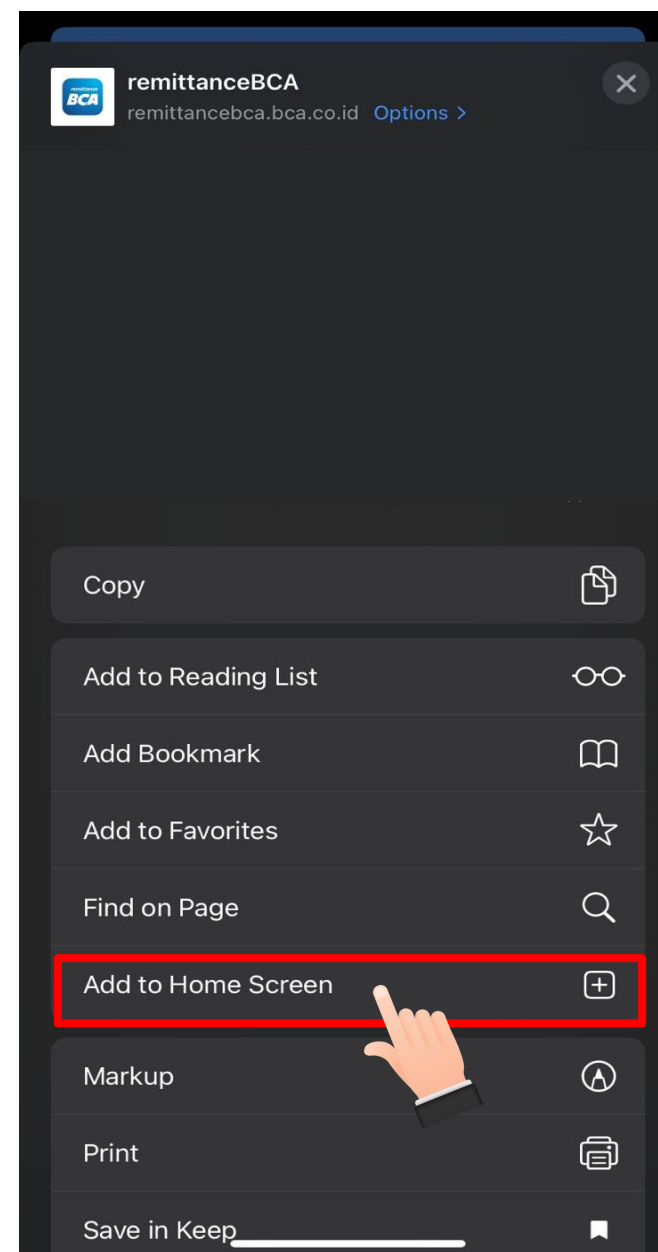 remittance
BCA
remittanceBCA
remittancebca.bca.co.id Options >
Copy
Add to Reading List
Add Bookmark
Add to Favorites
Find on Page
Add to Home Screen
Markup
Print
Save in Keep